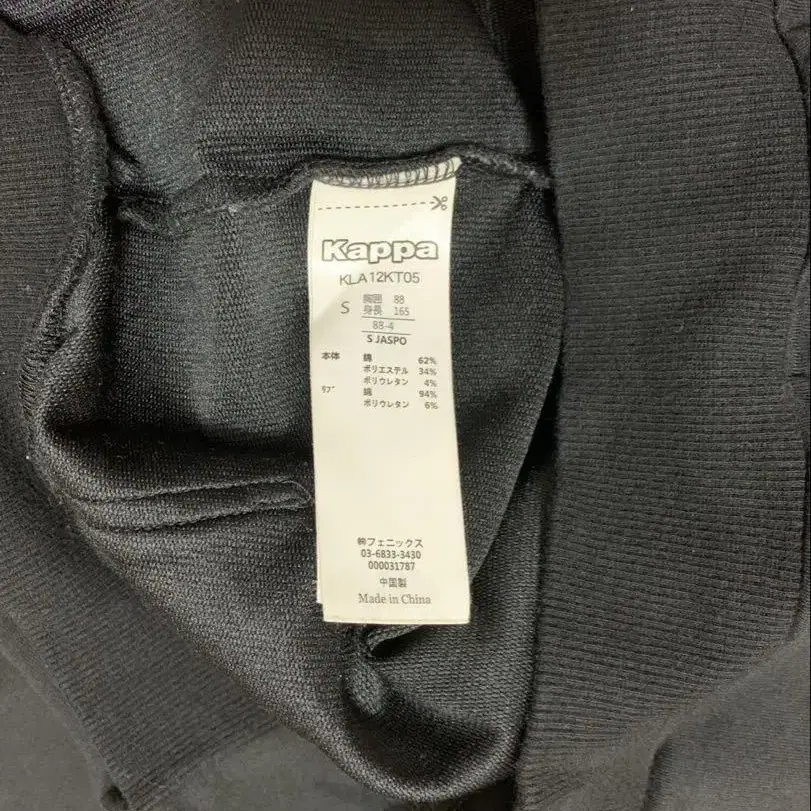 Kappa
KLA12KT05
S 胸囲 88
身長 165
88-4
S JASPO
本体 綿 62%
ポリエステル 34%
ポリウレタン 4%
ﾘﾌﾞ 綿 94%
ポリウレタン 6%
㈱フェニックス
03-6833-3430
000031787
中国製
Made in China